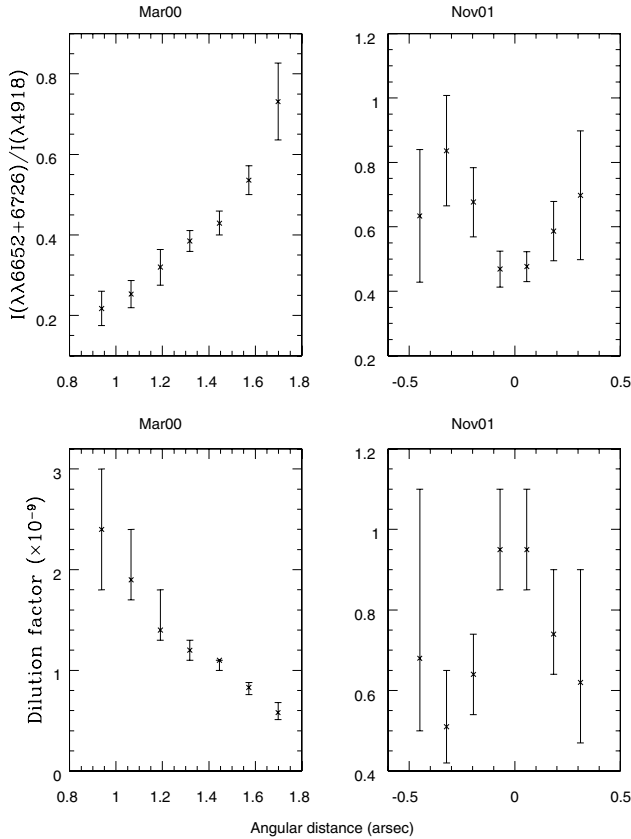 Mar00
Nov01
I(λλ6652+6726)/I(λ4918)
0.8
0.6
0.4
0.2
1.2
1
0.8
0.6
0.4
0.2
0.8 1 1.2 1.4 1.6 1.8
-0.5 0 0.5
Mar00
Nov01
Dilution factor (×10⁻⁹)
3
2
1
0
1.2
1
0.8
0.6
0.4
0.8 1 1.2 1.4 1.6 1.8
-0.5 0 0.5
Angular distance (arsec)